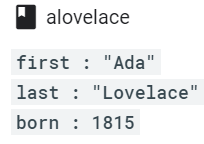 alovelace
first : "Ada"
last : "Lovelace"
born : 1815